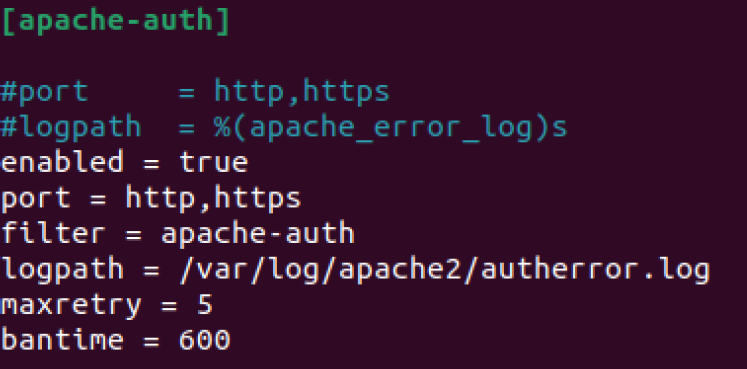 [apache-auth]
#port     = http,https
#logpath  = %(apache_error_log)s
enabled = true
port = http,https
filter = apache-auth
logpath = /var/log/apache2/autherror.log
maxretry = 5
bantime = 600